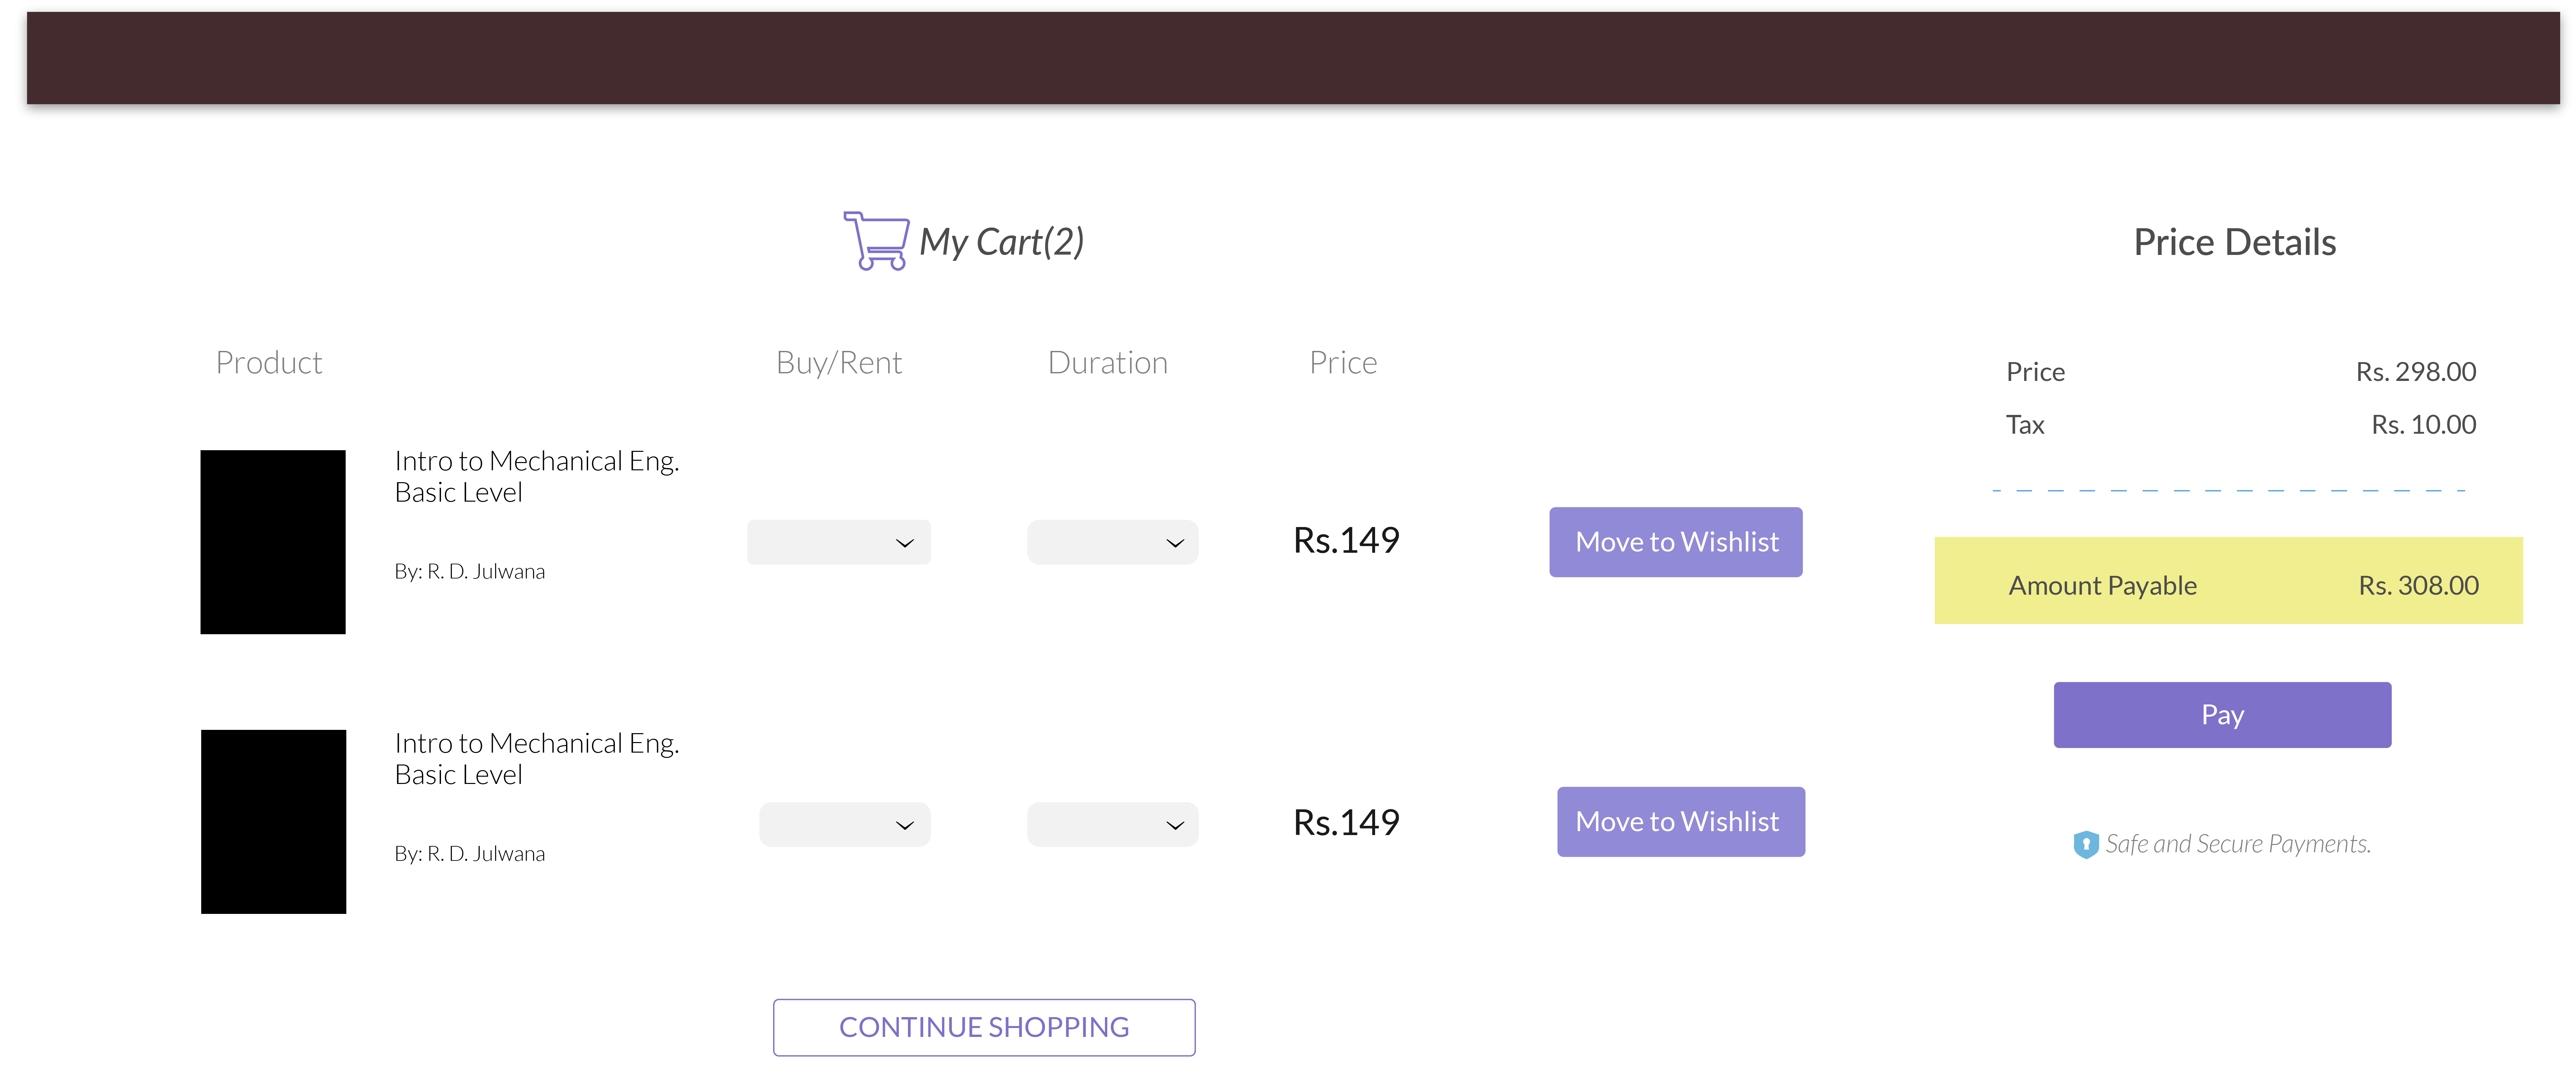 My Cart(2)
Price Details
Product
Buy/Rent
Duration
Price
Intro to Mechanical Eng.
Basic Level
By: R. D. Julwana
Rs.149
Move to Wishlist
Intro to Mechanical Eng.
Basic Level
By: R. D. Julwana
Rs.149
Move to Wishlist
CONTINUE SHOPPING
Price Rs. 298.00
Tax Rs. 10.00
Amount Payable Rs. 308.00
Pay
Safe and Secure Payments.